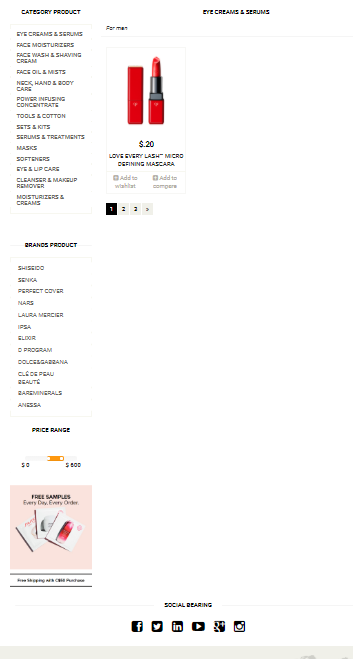 CATEGORY PRODUCT
EYE CREAMS & SERUMS
FACE MOISTURIZERS
FACE WASH & SHAVING
CREAM
FACE OIL & MISTS
NECK, HAND & BODY
CARE
POWER INFUSING
CONCENTRATE
TOOLS & COTTON
SETS & KITS
SERUMS & TREATMENTS
MASKS
SOFTENERS
EYE & LIP CARE
CLEANSER & MAKEUP
REMOVER
MOISTURIZERS &
CREAMS
BRANDS PRODUCT
SHISEIDO
SENKA
PERFECT COVER
NARS
LAURA MERCIER
IPSA
ELIXIR
D PROGRAM
DOLCE&GABBANA
CLÉ DE PEAU
BEAUTÉ
BAREMINERALS
ANESSA
PRICE RANGE
$ 0 $ 600
FREE SAMPLES
Every Day, Every Order.
Free Shipping with C$50 Purchase
EYE CREAMS & SERUMS
For men
$.20
LOVE EVERY LASH™ MICRO
DEFINING MASCARA
Add to wishlist
Add to compare
1 2 3 >
SOCIAL BEARING